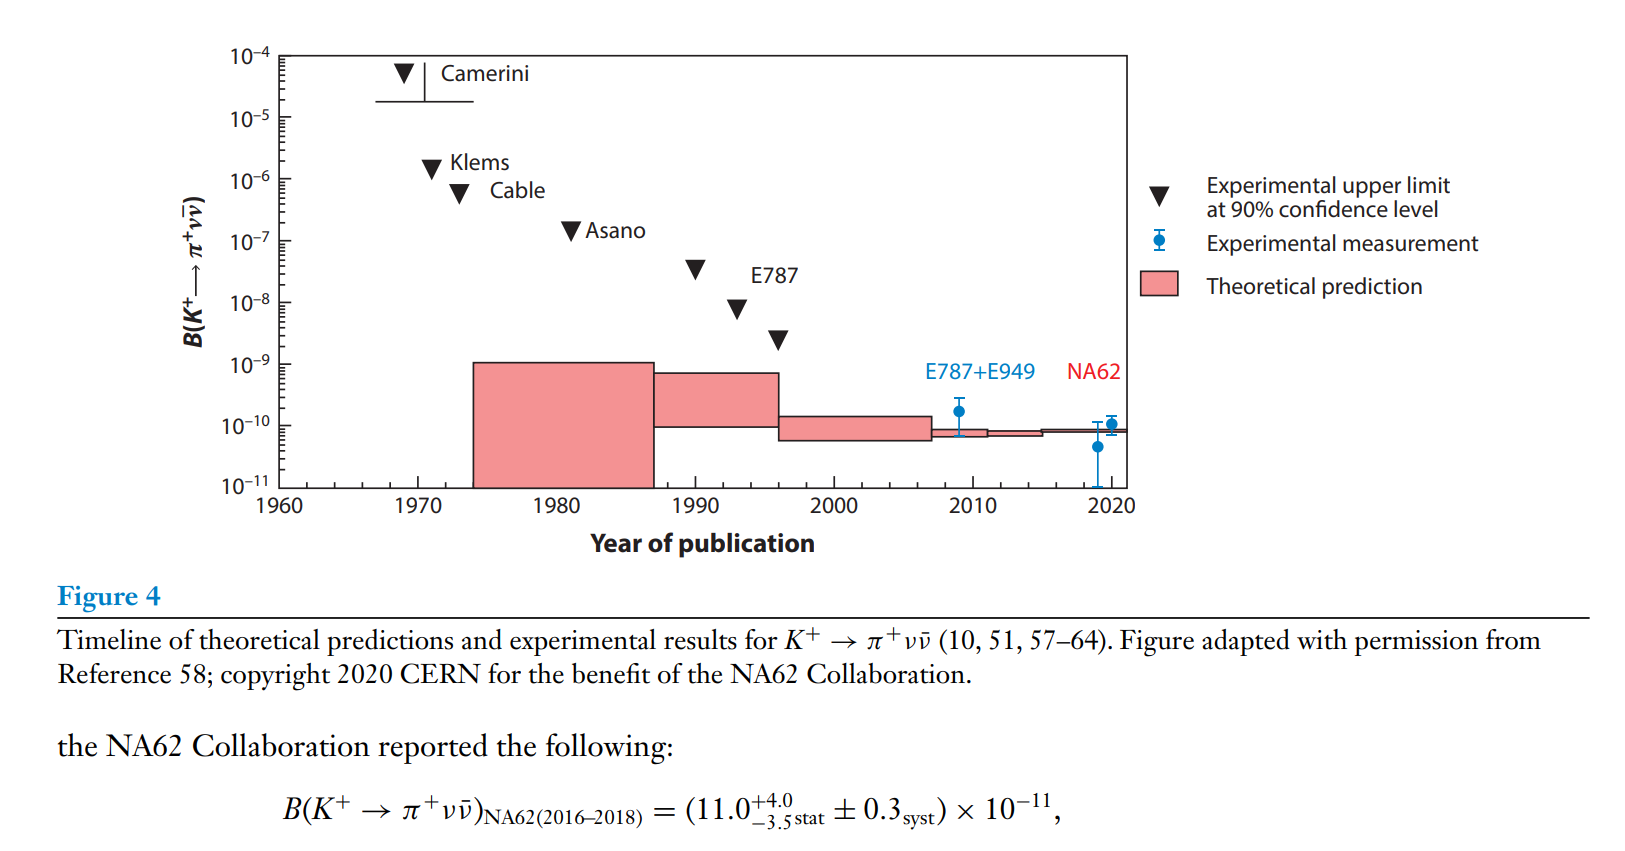 10⁻⁴
Camerini
10⁻⁵
Klems
10⁻⁶
Cable
10⁻⁷
Asano
E787
10⁻⁸
10⁻⁹
E787+E949
NA62
10⁻¹⁰
10⁻¹¹
B(K⁺ ⟶ π⁺νν̄)
1960 1970 1980 1990 2000 2010 2020
Year of publication
Experimental upper limit
at 90% confidence level
Experimental measurement
Theoretical prediction
Figure 4
Timeline of theoretical predictions and experimental results for K⁺ → π⁺νν̄ (10, 51, 57–64). Figure adapted with permission from
Reference 58; copyright 2020 CERN for the benefit of the NA62 Collaboration.
the NA62 Collaboration reported the following:
B(K⁺ → π⁺νν̄)NA62(2016–2018) = (11.0+4.0−3.5 stat ± 0.3syst) × 10⁻¹¹,